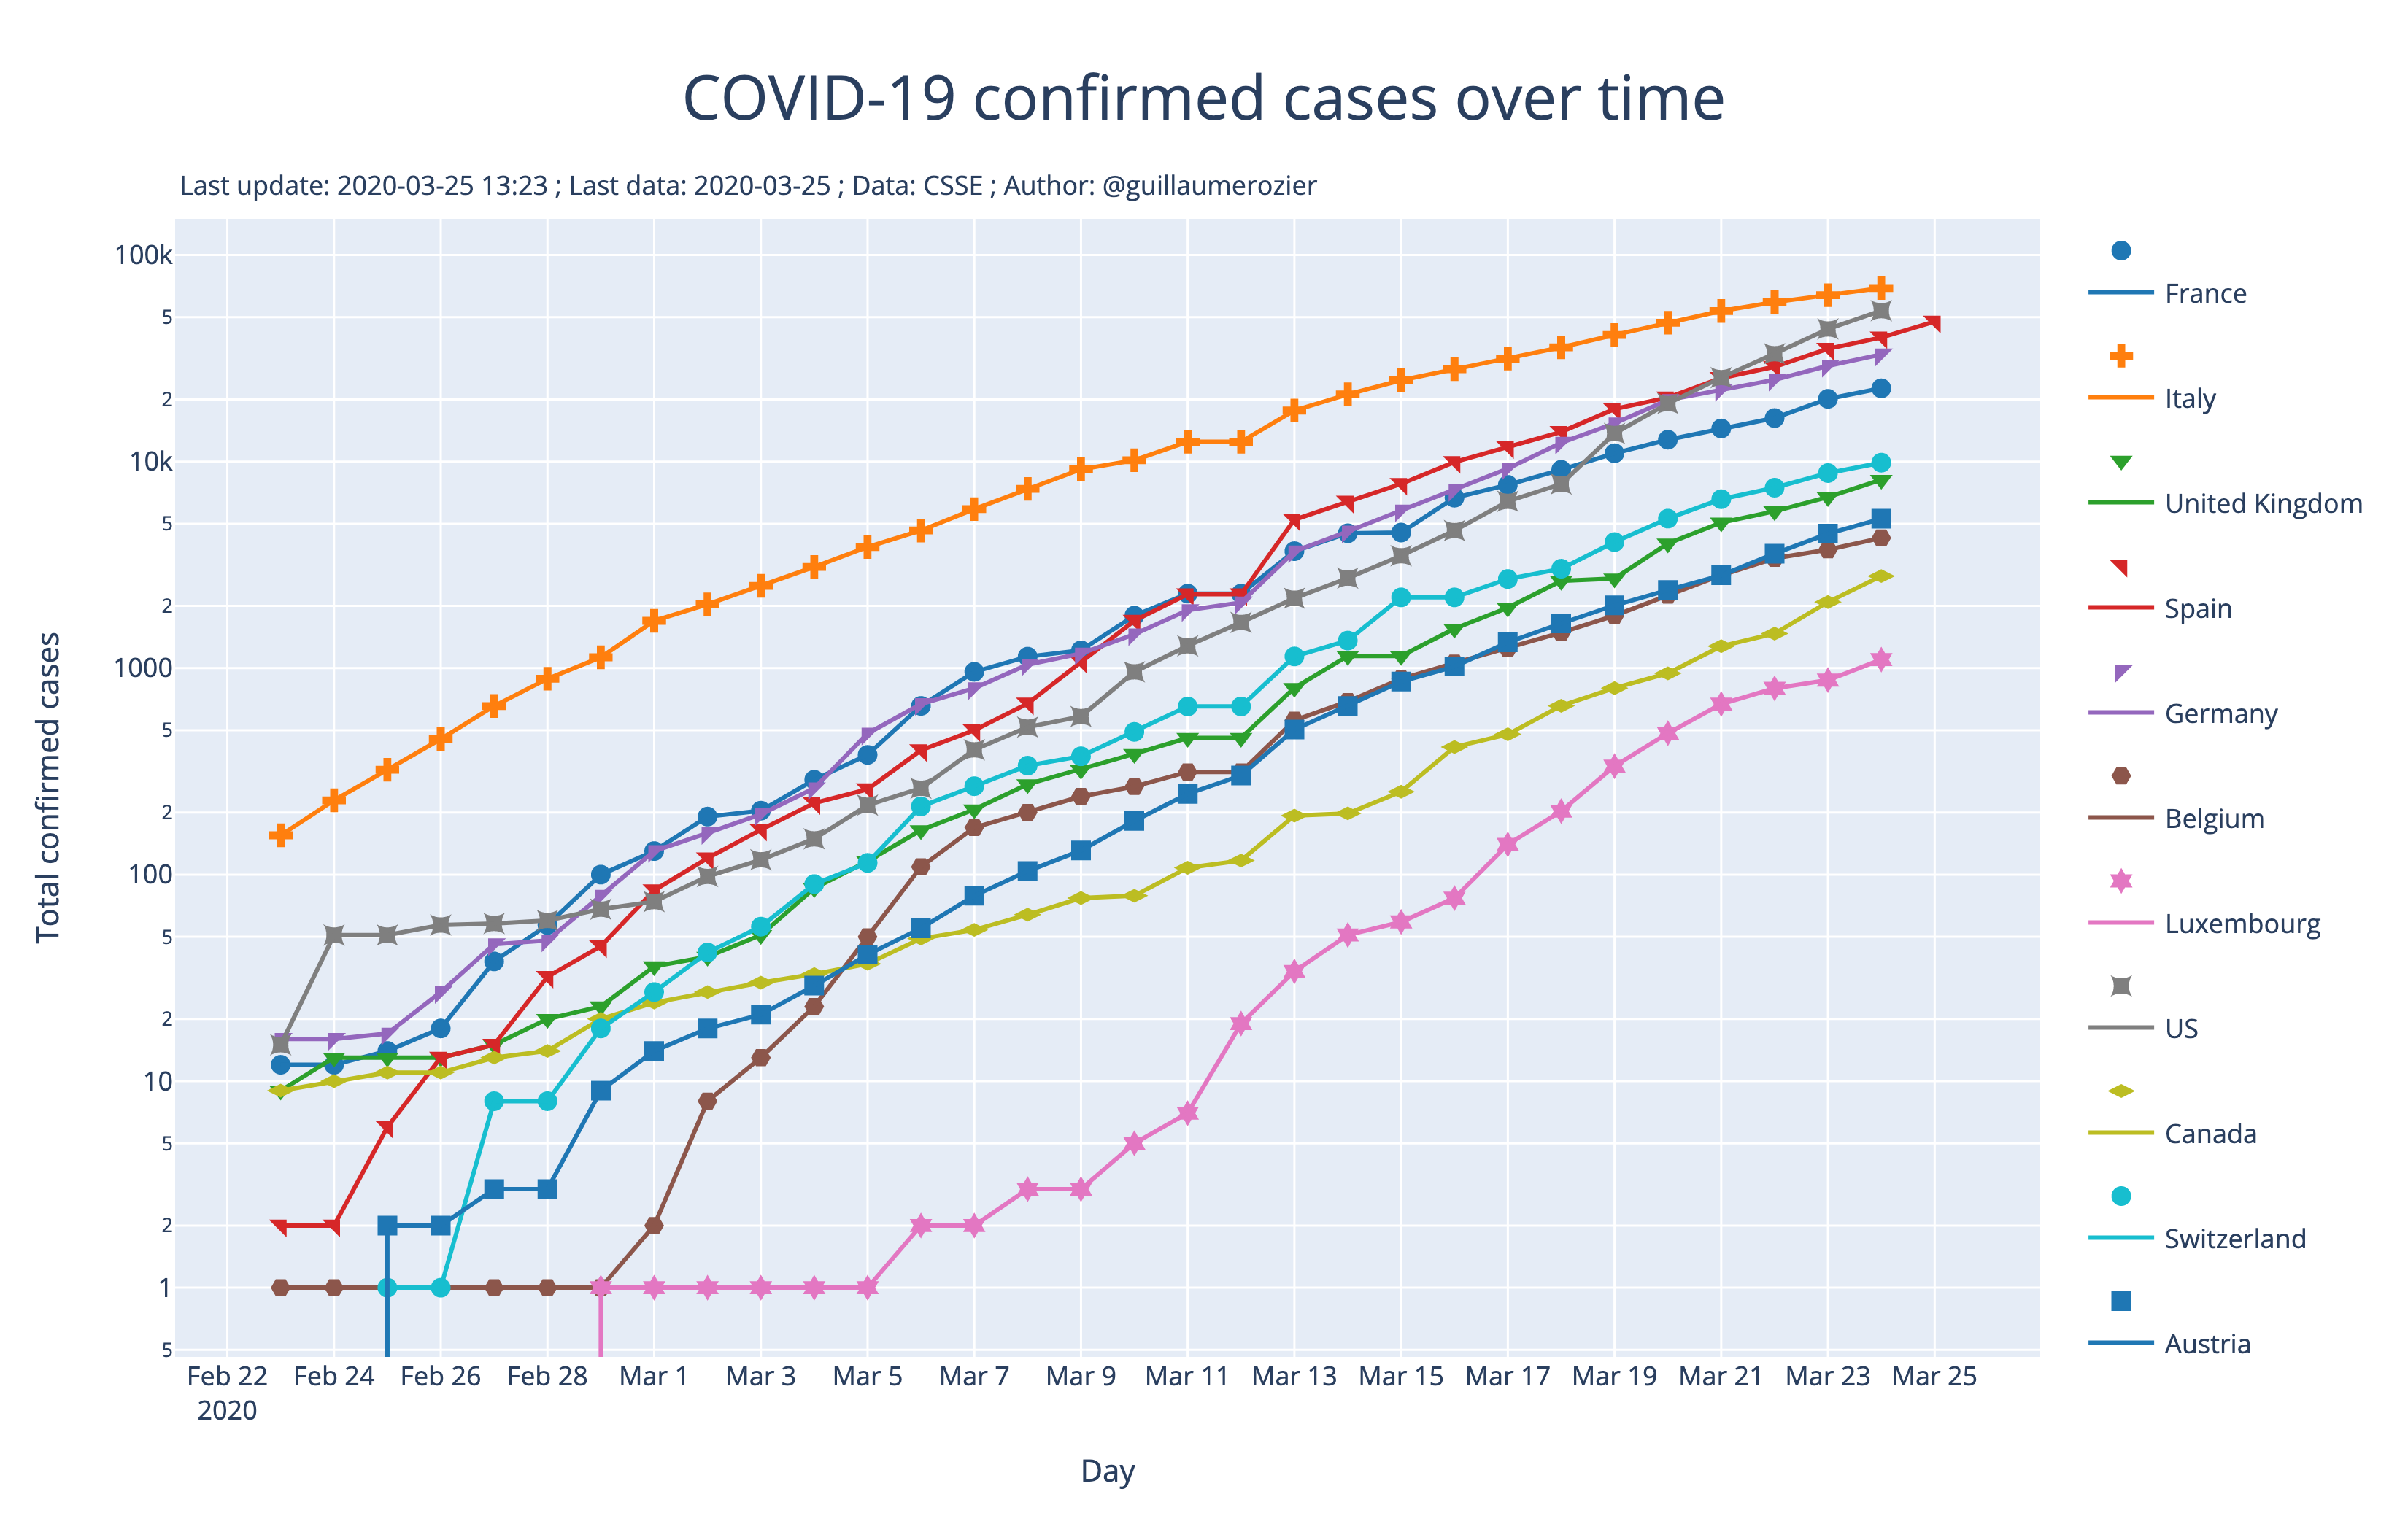 COVID-19 confirmed cases over time
Last update: 2020-03-25 13:23 ; Last data: 2020-03-25 ; Data: CSSE ; Author: @guillaumerozier
Total confirmed cases
100k
5
2
10k
5
2
1000
5
2
100
5
2
10
5
2
1
5
Feb 22 Feb 24 Feb 26 Feb 28 Mar 1 Mar 3 Mar 5 Mar 7 Mar 9 Mar 11 Mar 13 Mar 15 Mar 17 Mar 19 Mar 21 Mar 23 Mar 25
2020
Day
France
Italy
United Kingdom
Spain
Germany
Belgium
Luxembourg
US
Canada
Switzerland
Austria